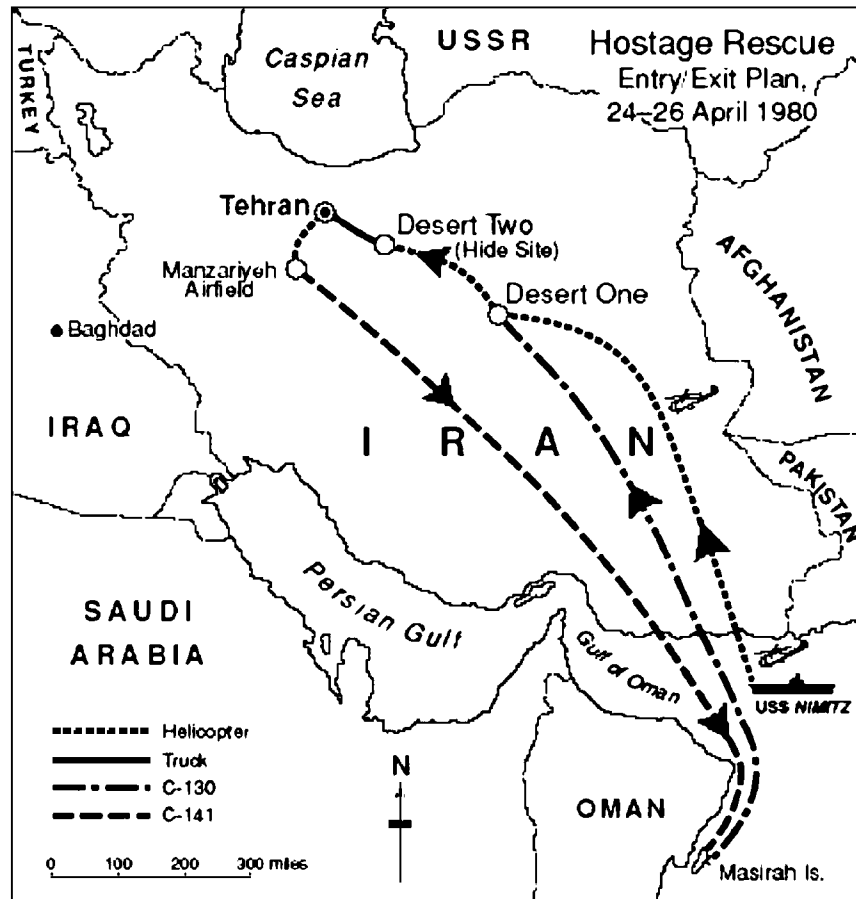 USSR
Hostage Rescue
Entry/Exit Plan,
24–26 April 1980
Caspian
Sea
TURKEY
Tehran
Desert Two
(Hide Site)
Manzariyeh
Airfield
Desert One
AFGHANISTAN
Baghdad
IRAQ
IRAN
PAKISTAN
SAUDI
ARABIA
Persian Gulf
Gulf of Oman
USS NIMITZ
Helicopter
Truck
C-130
C-141
N
OMAN
Masirah Is.
0 100 200 300 miles